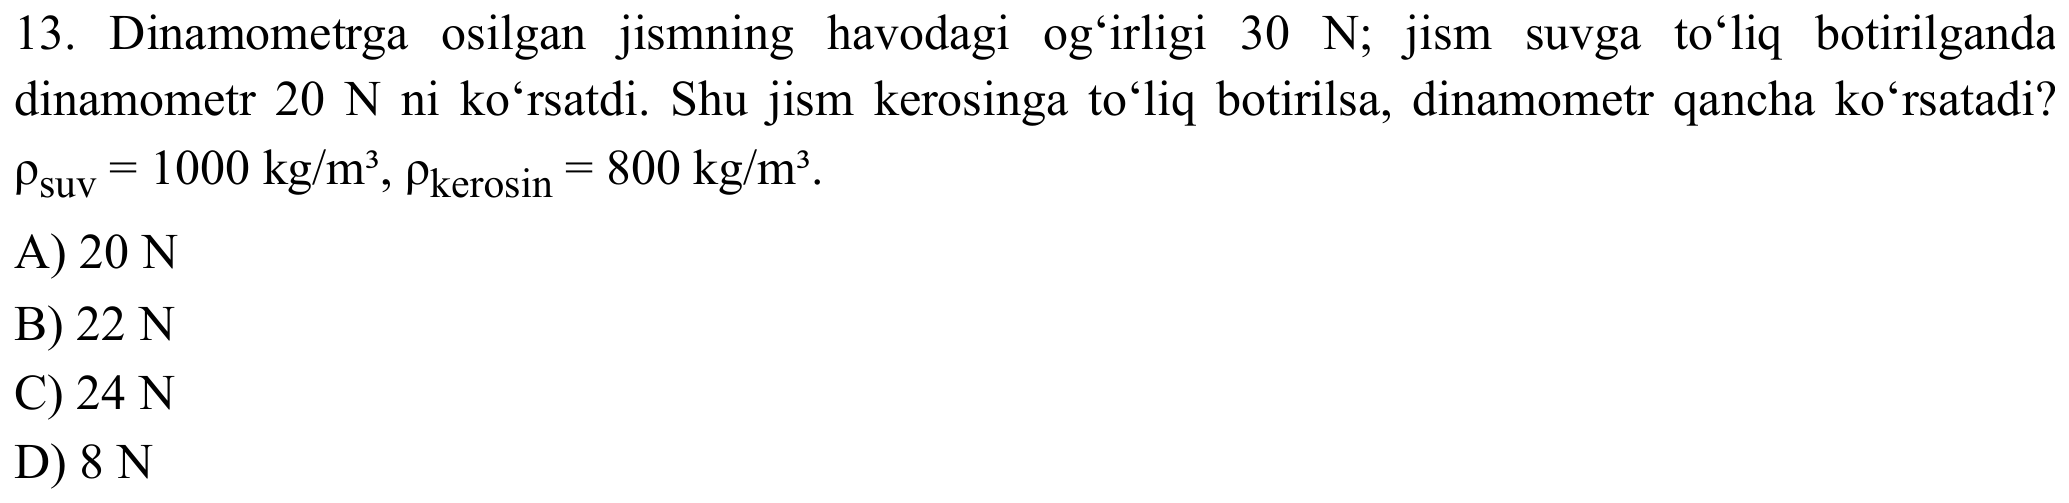 13. Dinamometrga osilgan jismning havodagi og‘irligi 30 N; jism suvga to‘liq botirilganda
dinamometr 20 N ni ko‘rsatdi. Shu jism kerosinga to‘liq botirilsa, dinamometr qancha ko‘rsatadi?
ρsuv = 1000 kg/m³, ρkerosin = 800 kg/m³.
A) 20 N
B) 22 N
C) 24 N
D) 8 N